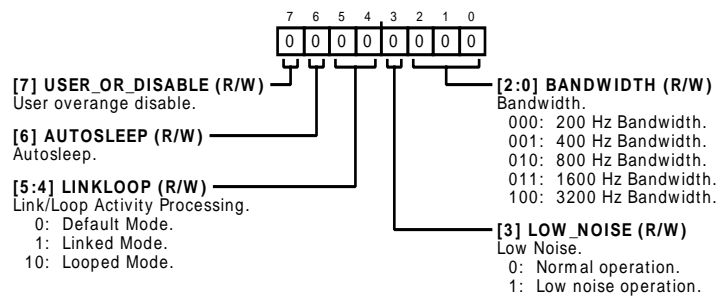 7 6 5 4 3 2 1 0
0 0 0 0 0 0 0 0
[7] USER_OR_DISABLE (R/W)
User overange disable.
[6] AUTOSLEEP (R/W)
Autosleep.
[5:4] LINKLOOP (R/W)
Link/Loop Activity Processing.
0: Default Mode.
1: Linked Mode.
10: Looped Mode.
[2:0] BANDWIDTH (R/W)
Bandwidth.
000: 200 Hz Bandwidth.
001: 400 Hz Bandwidth.
010: 800 Hz Bandwidth.
011: 1600 Hz Bandwidth.
100: 3200 Hz Bandwidth.
[3] LOW_NOISE (R/W)
Low Noise.
0: Normal operation.
1: Low noise operation.